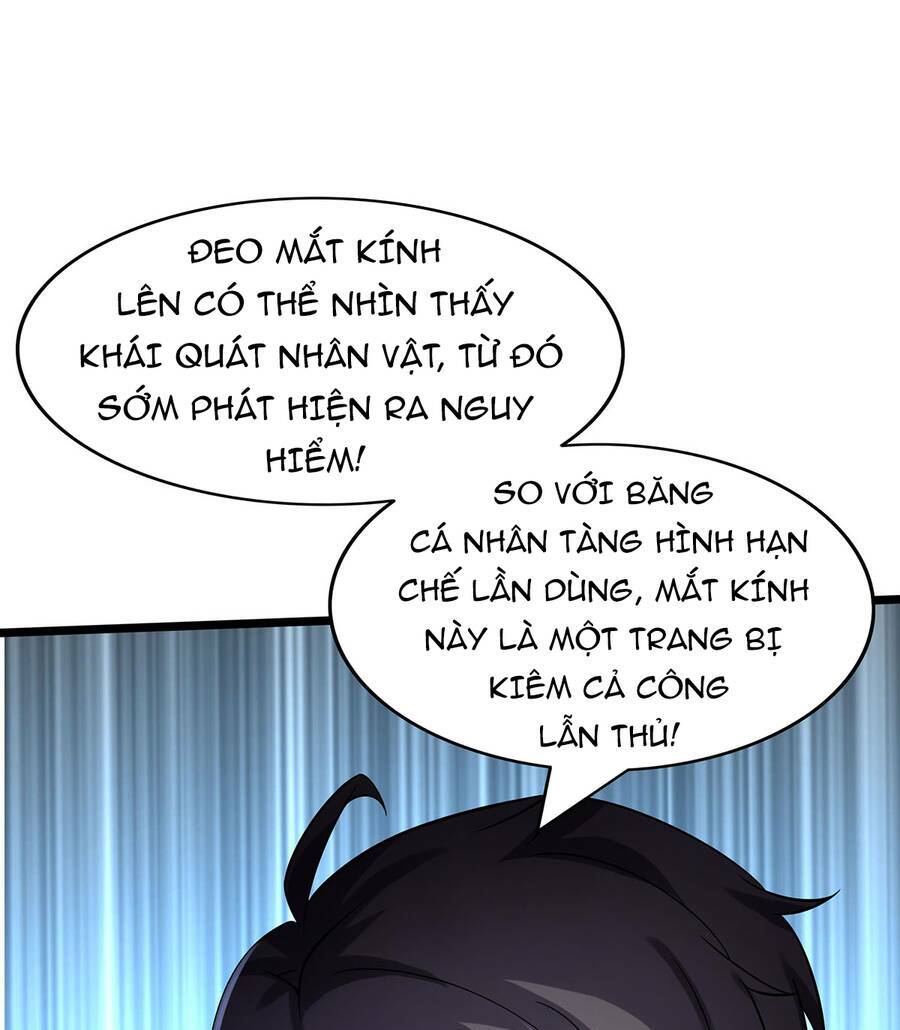 ĐEO MẮT KÍNH
LÊN CÓ THỂ NHÌN THẤY
KHÁI QUÁT NHÂN VẬT, TỪ ĐÓ
SỚM PHÁT HIỆN RA NGUY
HIỂM!
SO VỚI BĂNG
CÁ NHÂN TÀNG HÌNH HẠN
CHẾ LẦN DÙNG, MẮT KÍNH
NÀY LÀ MỘT TRANG BỊ
KIÊM CẢ CÔNG
LẪN THỦ!